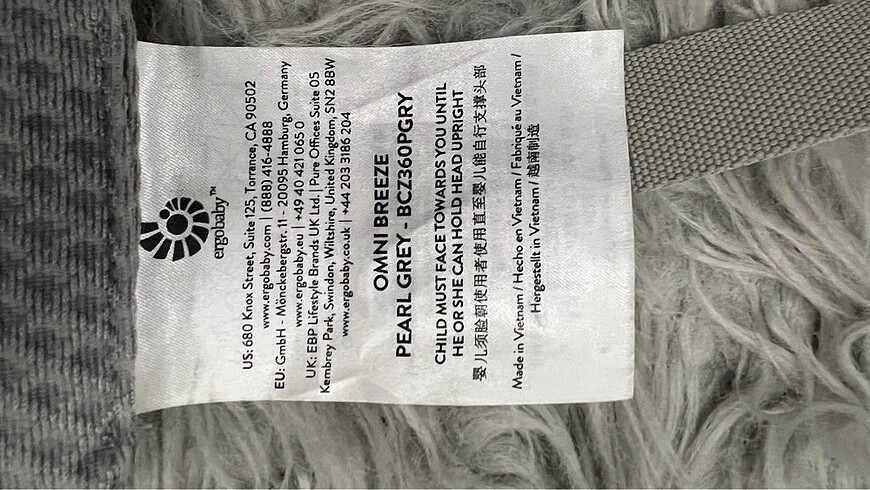 ergobaby™
US: 680 Knox Street, Suite 125, Torrance, CA 90502
www.ergobaby.com | (888) 416-4888
EU: GmbH - Mönckebergstr. 11 - 20095 Hamburg, Germany
www.ergobaby.eu | +49 40 421 065 0
UK: EBP Lifestyle Brands UK Ltd. | Pure Offices Suite 05
Kembrey Park, Swindon, Wiltshire, United Kingdom, SN2 8BW
www.ergobaby.co.uk | +44 203 3186 204
OMNI BREEZE
PEARL GREY - BCZ360PGRY
CHILD MUST FACE TOWARDS YOU UNTIL
HE OR SHE CAN HOLD HEAD UPRIGHT
婴儿须脸朝使用者使用直至婴儿能自行支撑头部
Made in Vietnam / Hecho en Vietnam / Fabriqué au Vietnam /
Hergestellt in Vietnam / 越南制造